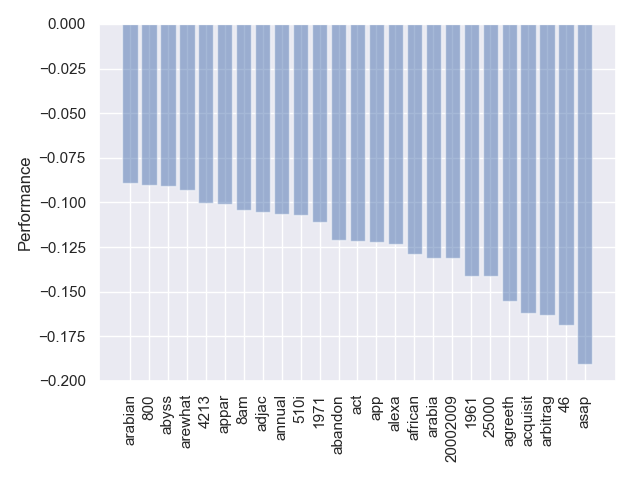 0.000
−0.025
−0.050
−0.075
−0.100
−0.125
−0.150
−0.175
−0.200
Performance
arabian
800
abyss
arewhat
4213
appar
8am
adjac
annual
510i
1971
abandon
act
app
alexa
african
arabia
20002009
1961
25000
agreeth
acquisit
arbitrag
46
asap